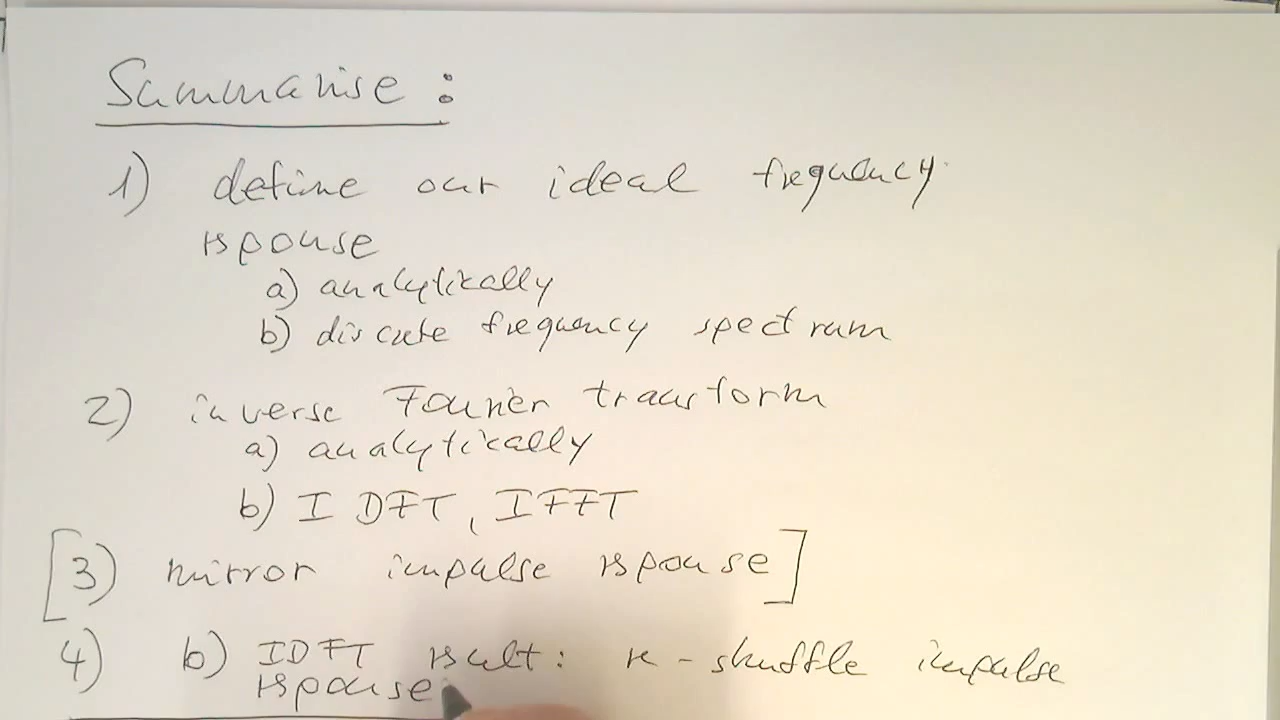 Summarise :
1) define our ideal frequency
response
a) analytically
b) discrete frequency spectrum
2) inverse Fourier transform
a) analytically
b) IDFT, IFFT
[3) mirror impulse response]
4) b) IDFT result: re-shuffle impulse
response